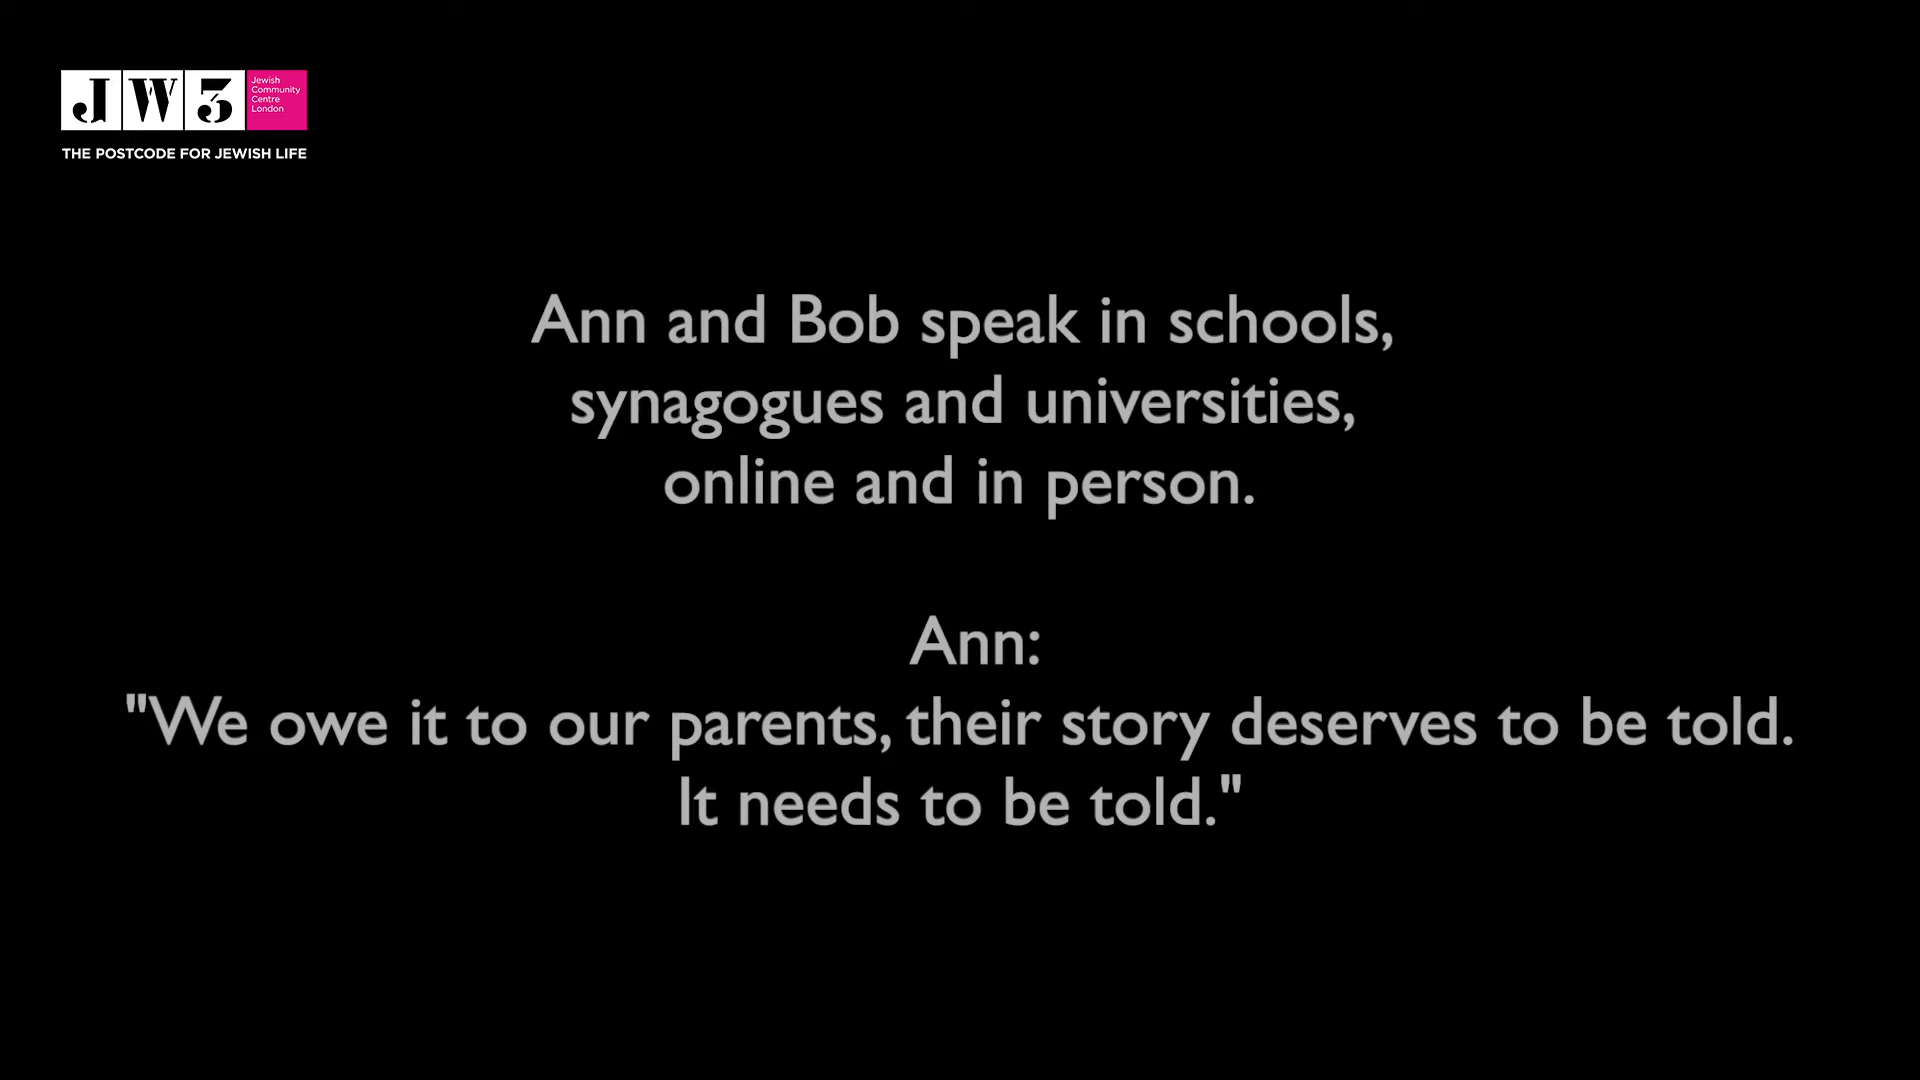 JW3
Jewish
Community
Centre
London
THE POSTCODE FOR JEWISH LIFE
Ann and Bob speak in schools,
synagogues and universities,
online and in person.
Ann:
"We owe it to our parents, their story deserves to be told.
It needs to be told."